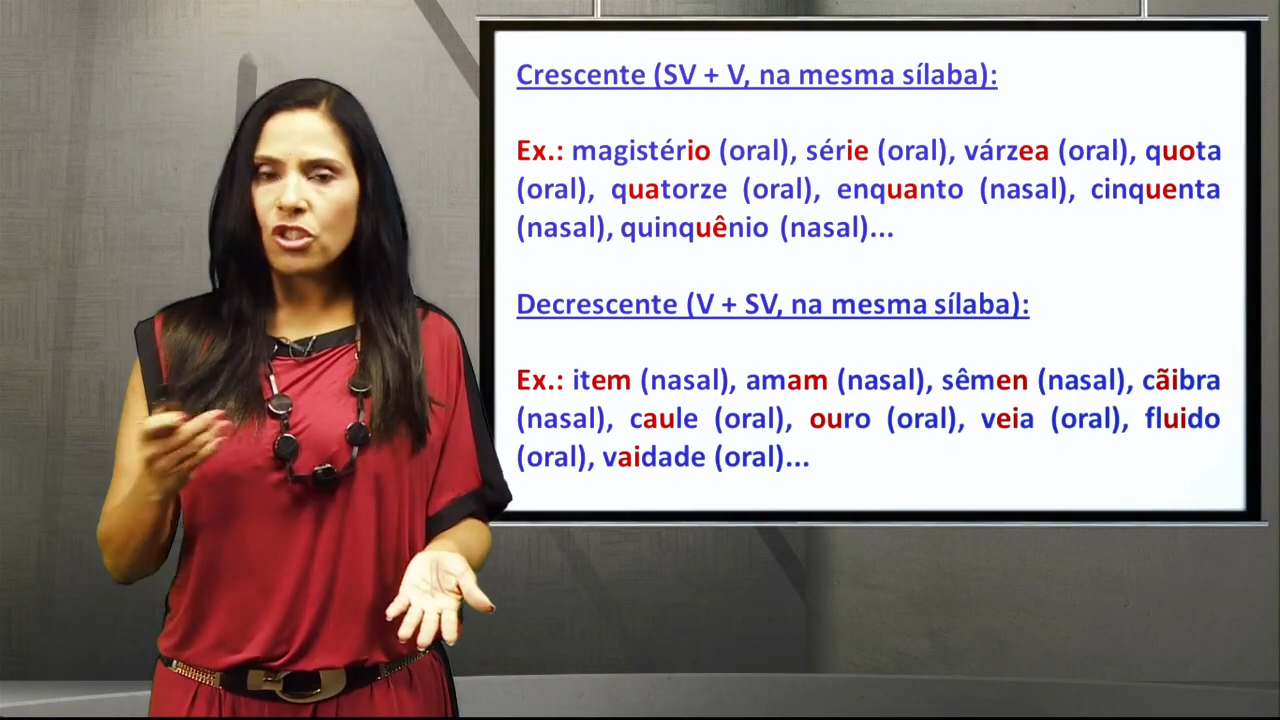 Crescente (SV + V, na mesma sílaba):
Ex.: magistério (oral), série (oral), várzea (oral), quota
(oral), quatorze (oral), enquanto (nasal), cinquenta
(nasal), quinquênio (nasal)...
Decrescente (V + SV, na mesma sílaba):
Ex.: item (nasal), amam (nasal), sêmen (nasal), cãibra
(nasal), caule (oral), ouro (oral), veia (oral), fluido
(oral), vaidade (oral)...